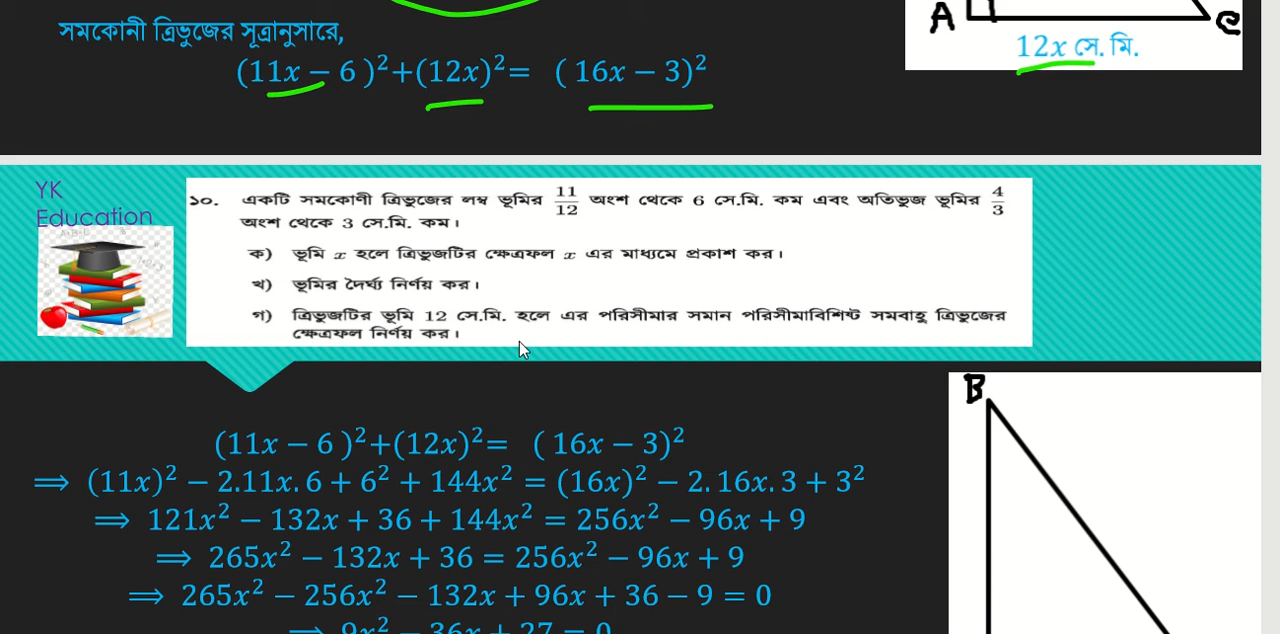 সমকোনী ত্রিভুজের সূত্রানুসারে,
(11x − 6 )²+(12x)²= ( 16x − 3)²
A
C
12x সে. মি.
YK
Education
১০. একটি সমকোণী ত্রিভুজের লম্ব ভূমির 11/12 অংশ থেকে 6 সে.মি. কম এবং অতিভুজ ভূমির 4/3
অংশ থেকে 3 সে.মি. কম।
ক) ভূমি x হলে ত্রিভুজটির ক্ষেত্রফল x এর মাধ্যমে প্রকাশ কর।
খ) ভূমির দৈর্ঘ্য নির্ণয় কর।
গ) ত্রিভুজটির ভূমি 12 সে.মি. হলে এর পরিসীমার সমান পরিসীমাবিশিষ্ট সমবাহু ত্রিভুজের
ক্ষেত্রফল নির্ণয় কর।
B
(11x − 6 )²+(12x)²= ( 16x − 3)²
⟹ (11x)² − 2.11x. 6 + 6² + 144x² = (16x)² − 2. 16x. 3 + 3²
⟹ 121x² − 132x + 36 + 144x² = 256x² − 96x + 9
⟹ 265x² − 132x + 36 = 256x² − 96x + 9
⟹ 265x² − 256x² − 132x + 96x + 36 − 9 = 0
⟹ 9x² − 36x + 27 = 0